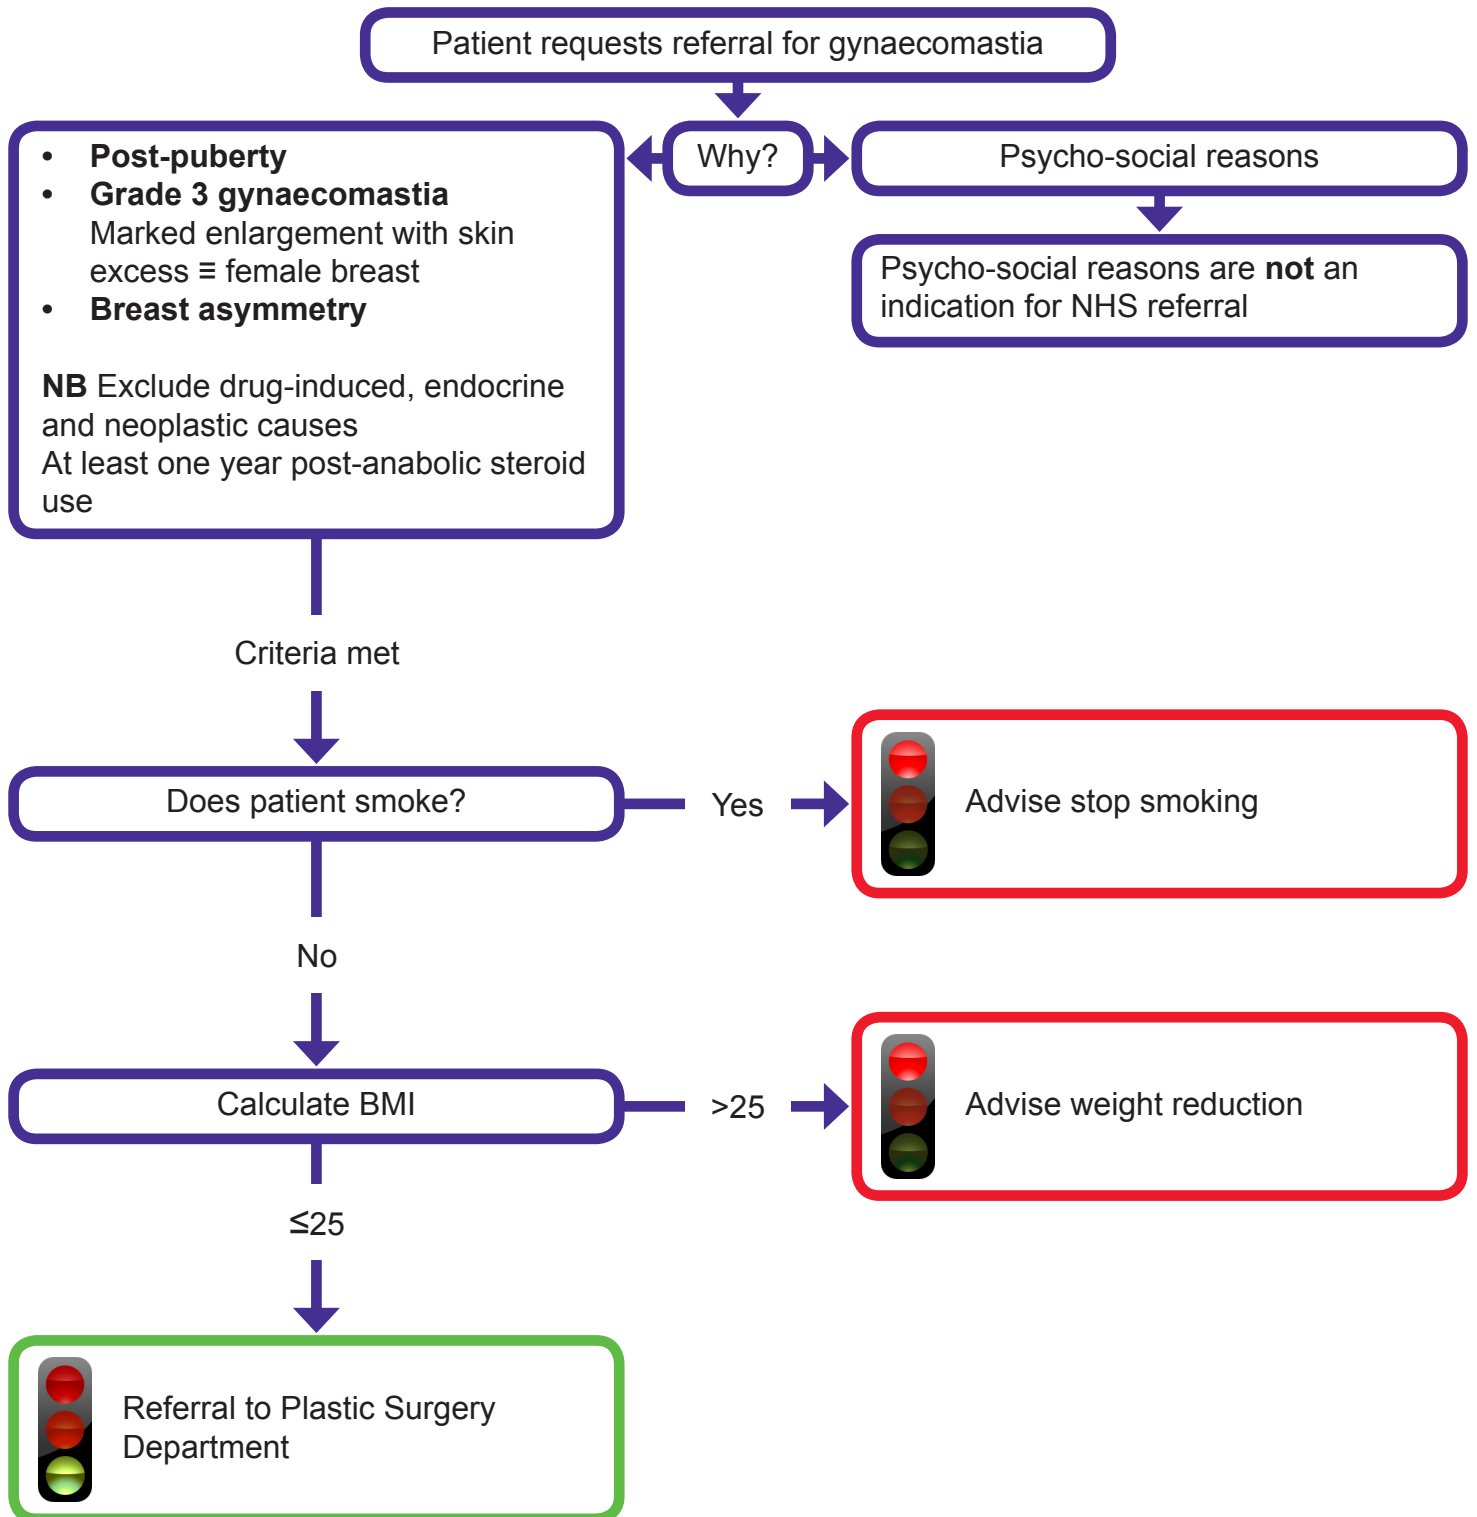 Patient requests referral for gynaecomastia
Why?
• Post-puberty
• Grade 3 gynaecomastia
Marked enlargement with skin
excess ≡ female breast
• Breast asymmetry
NB Exclude drug-induced, endocrine
and neoplastic causes
At least one year post-anabolic steroid
use
Psycho-social reasons
Psycho-social reasons are not an
indication for NHS referral
Criteria met
Does patient smoke?
Yes
Advise stop smoking
No
Calculate BMI
>25
Advise weight reduction
≤25
Referral to Plastic Surgery
Department